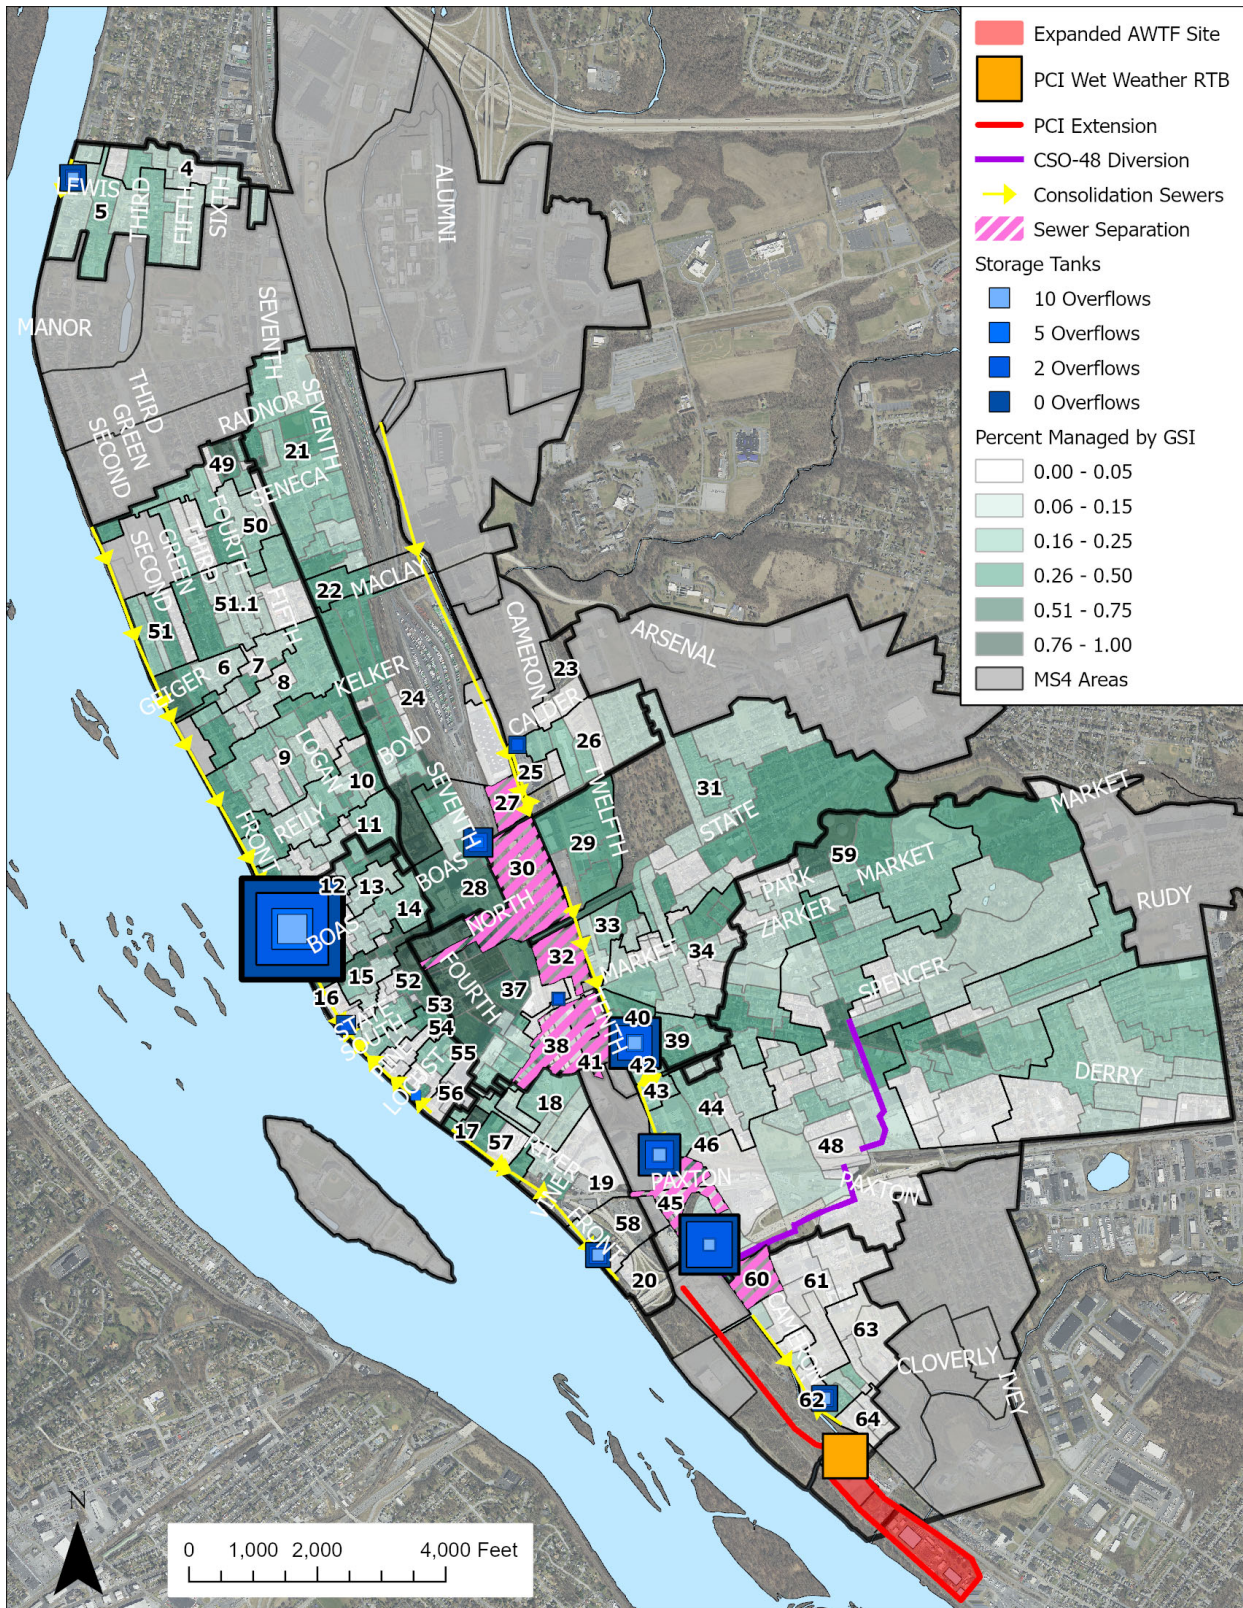 Expanded AWTF Site
PCI Wet Weather RTB
PCI Extension
CSO-48 Diversion
Consolidation Sewers
Sewer Separation
Storage Tanks
10 Overflows
5 Overflows
2 Overflows
0 Overflows
Percent Managed by GSI
0.00 - 0.05
0.06 - 0.15
0.16 - 0.25
0.26 - 0.50
0.51 - 0.75
0.76 - 1.00
MS4 Areas
4
LEWIS
5
THIRD
FIFTH
SIXTH
ALUMNI
MANOR
SEVENTH
THIRD
GREEN
SECOND
RADNOR
SEVENTH
21
49
SENECA
FOURTH
50
SECOND
GREEN
THIRD
MACLAY
22
51.1
FIFTH
51
CAMERON
ARSENAL
23
6
7
8
GEIGER
KELKER
24
CALDER
26
BOYD
9
LOGAN
10
25
TWELFTH
31
SEVENTH
27
STATE
MARKET
FRONT
REILY
11
29
59
MARKET
30
BOAS
28
PARK
12
13
14
RUDY
NORTH
ZARKER
33
BOAS
34
32
MARKET
FOURTH
15
52
37
SPENCER
16
53
STATE
SOUTH
54
PINE
TENTH
40
39
38
55
41
42
LOCUST
DERRY
56
43
18
44
17
57
46
48
RIVER
PAXTON
PAXTON
19
VINE
45
58
FRONT
20
60
61
CAMERON
63
CLOVERLY
IVEY
62
64
N
0 1,000 2,000 4,000 Feet